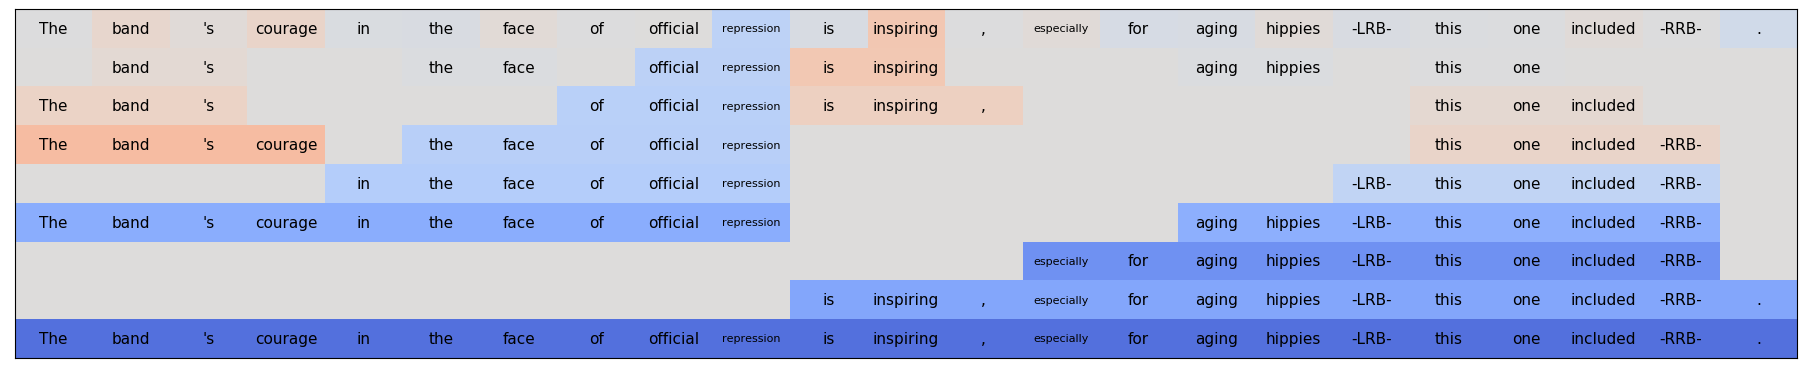 The band 's courage in the face of official repression is inspiring , especially for aging hippies -LRB- this one included -RRB- .
band 's the face official repression is inspiring aging hippies this one
The band 's of official repression is inspiring , this one included
The band 's courage the face of official repression this one included -RRB-
in the face of official repression -LRB- this one included -RRB-
The band 's courage in the face of official repression aging hippies -LRB- this one included -RRB-
especially for aging hippies -LRB- this one included -RRB-
is inspiring , especially for aging hippies -LRB- this one included -RRB- .
The band 's courage in the face of official repression is inspiring , especially for aging hippies -LRB- this one included -RRB- .